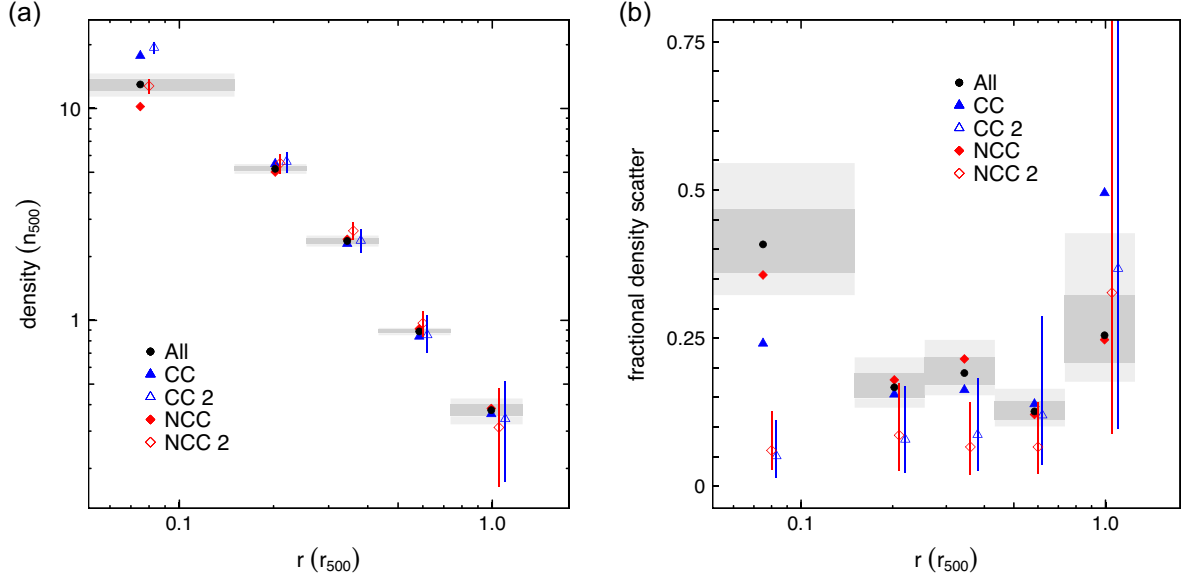 (a)
density (n500)
10
1
All
CC
CC 2
NCC
NCC 2
0.1
1.0
r (r500)
(b)
fractional density scatter
0.75
0.5
0.25
0
All
CC
CC 2
NCC
NCC 2
0.1
1.0
r (r500)